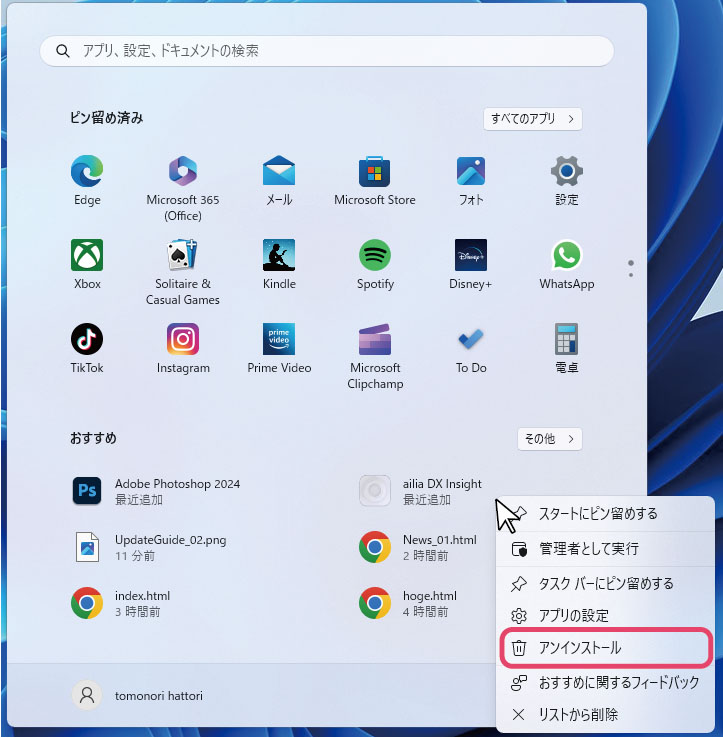 アプリ、設定、ドキュメントの検索
ピン留め済み
すべてのアプリ
Edge
Microsoft 365
(Office)
メール
Microsoft Store
フォト
設定
Xbox
Solitaire &
Casual Games
Kindle
Disney+
Spotify
Disney+
WhatsApp
TikTok
Instagram
prime video
Prime Video
Microsoft
Clipchamp
To Do
電卓
おすすめ
その他
Ps
Adobe Photoshop 2024
最近追加
ailia DX Insight
最近追加
UpdateGuide_02.png
11 分前
News_01.html
2 時間前
index.html
3 時間前
hoge.html
4 時間前
スタートにピン留めする
管理者として実行
タスク バーにピン留めする
アプリの設定
アンインストール
おすすめに関するフィードバック
リストから削除
tomonori hattori